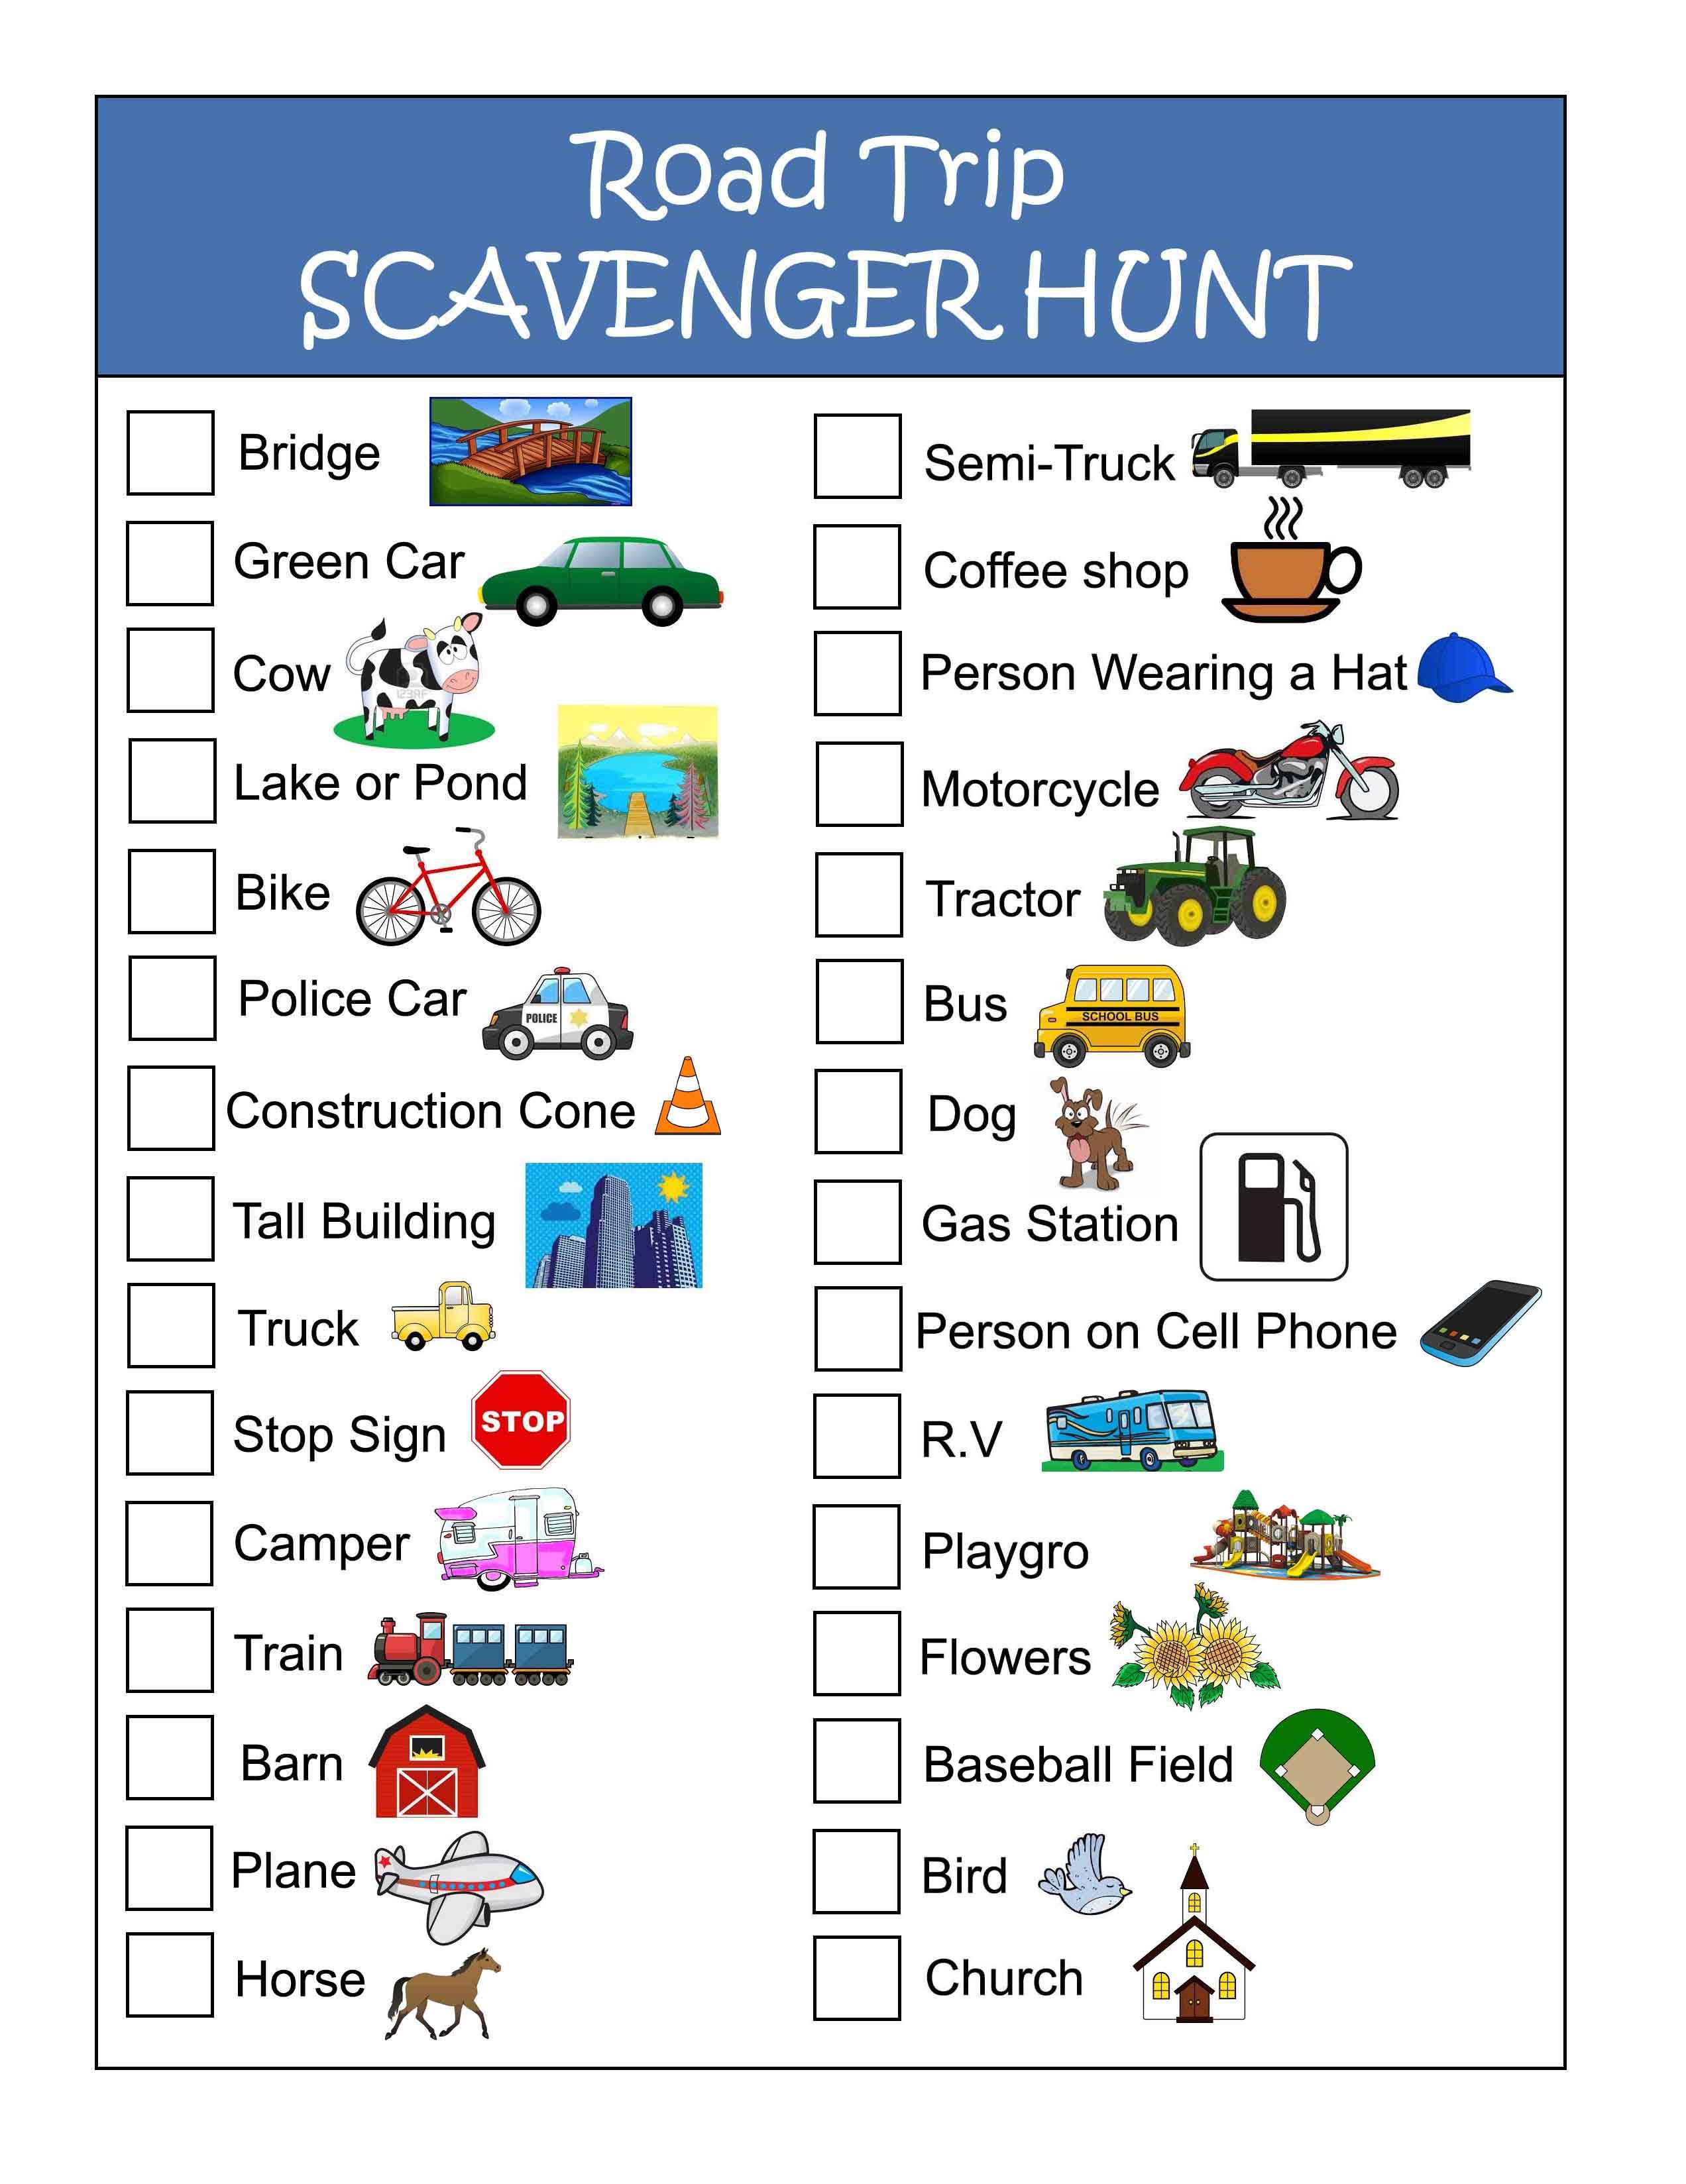 Road Trip
SCAVENGER HUNT
Bridge
Green Car
Cow
123RF
Lake or Pond
Bike
Police Car
POLICE
Construction Cone
Tall Building
Truck
Stop Sign
STOP
Camper
Train
Barn
Plane
Horse
Semi-Truck
Coffee shop
Person Wearing a Hat
Motorcycle
Tractor
Bus
SCHOOL BUS
Dog
Gas Station
Person on Cell Phone
R.V
Playgro
Flowers
Baseball Field
Bird
Church